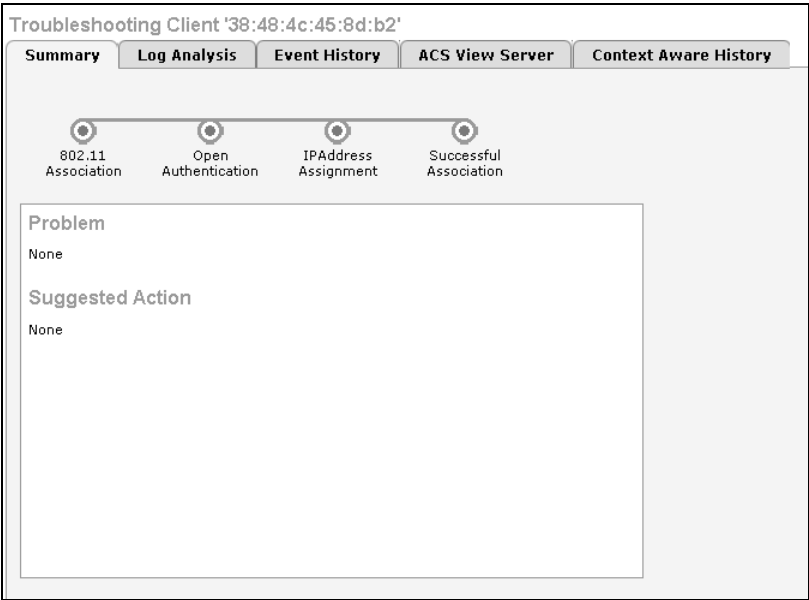 Troubleshooting Client '38:48:4c:45:8d:b2'
Summary Log Analysis Event History ACS View Server Context Aware History
802.11 Association
Open Authentication
IPAddress Assignment
Successful Association
Problem
None
Suggested Action
None